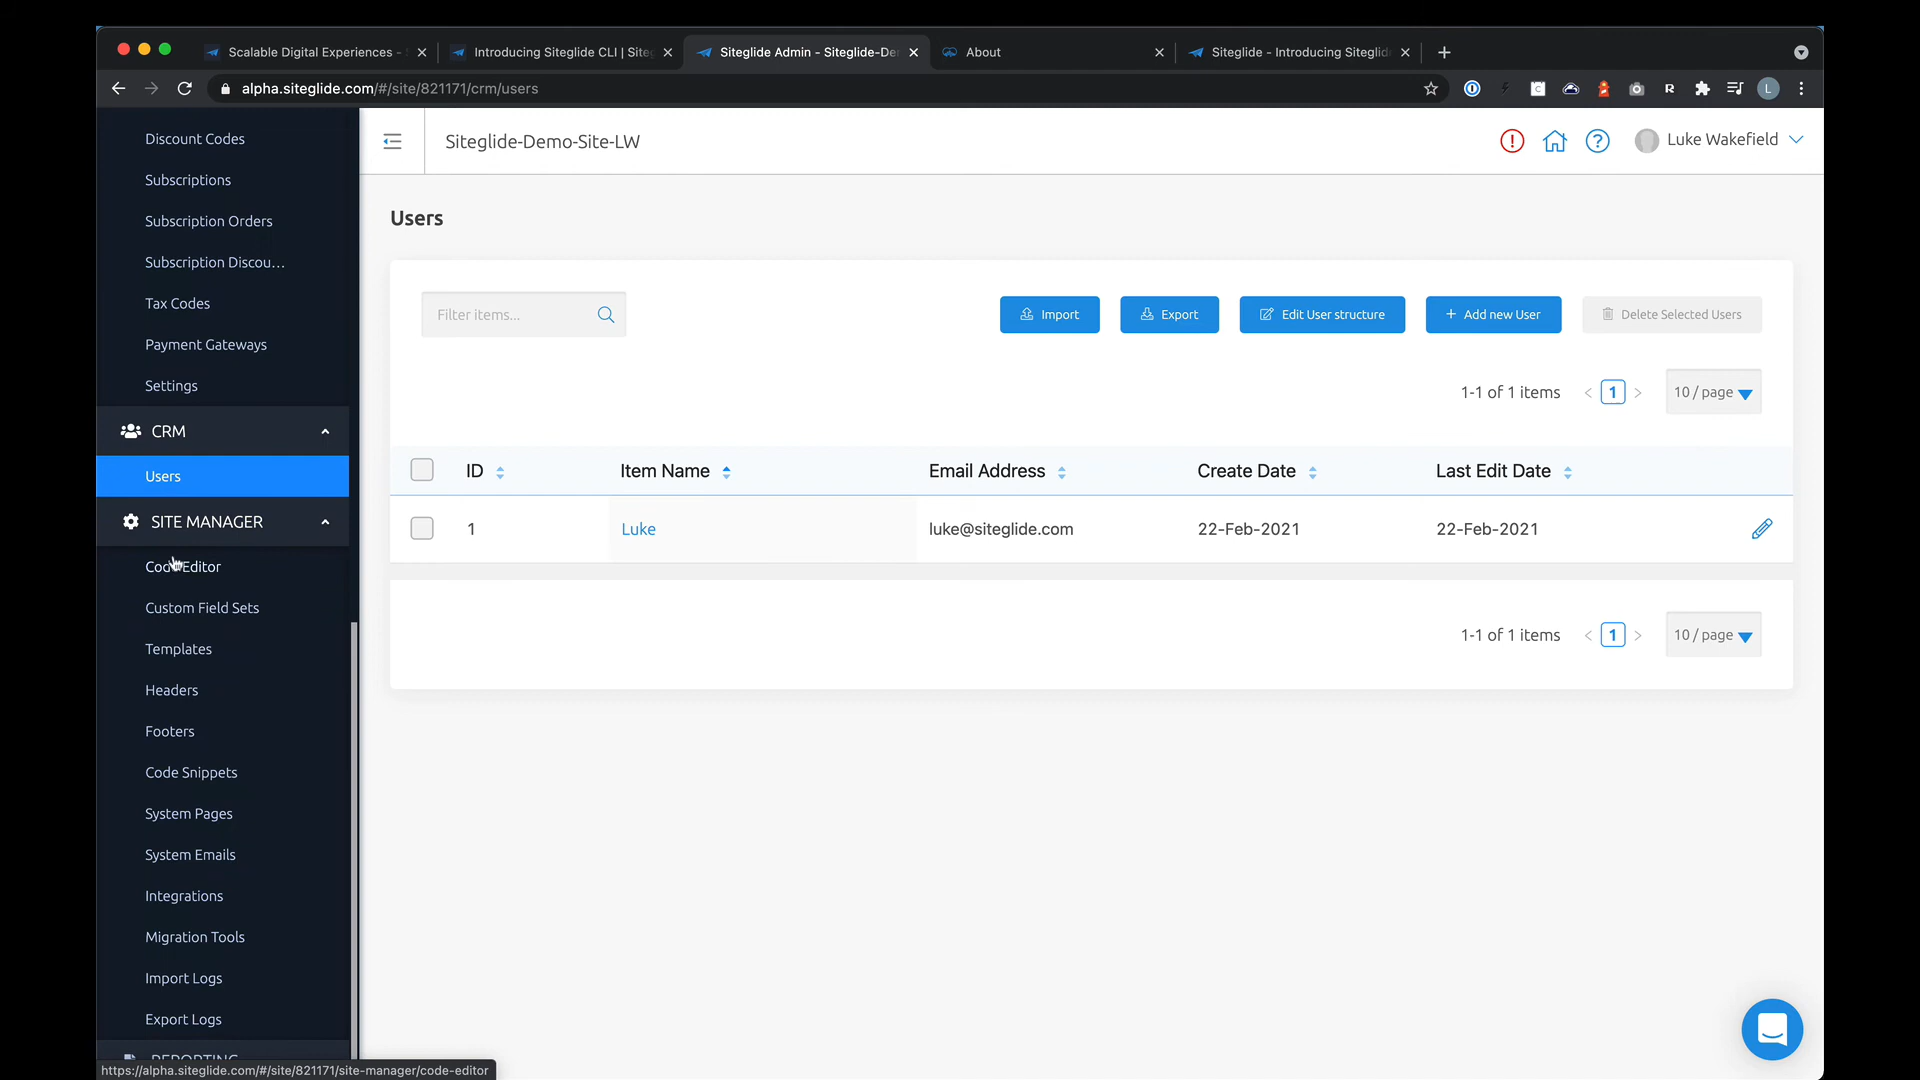 Scalable Digital Experiences -
Introducing Siteglide CLI | Siteg
Siteglide Admin - Siteglide-De
About
Siteglide - Introducing Siteglid
alpha.siteglide.com/#/site/821171/crm/users
L
Discount Codes
Subscriptions
Subscription Orders
Subscription Discou...
Tax Codes
Payment Gateways
Settings
CRM
Users
SITE MANAGER
Code Editor
Custom Field Sets
Templates
Headers
Footers
Code Snippets
System Pages
System Emails
Integrations
Migration Tools
Import Logs
Export Logs
REPORTING
https://alpha.siteglide.com/#/site/821171/site-manager/code-editor
Siteglide-Demo-Site-LW
Luke Wakefield
Users
Filter items...
Import
Export
Edit User structure
+ Add new User
Delete Selected Users
1-1 of 1 items < 1 > 10 / page
ID Item Name Email Address Create Date Last Edit Date
1 Luke luke@siteglide.com 22-Feb-2021 22-Feb-2021
1-1 of 1 items < 1 > 10 / page